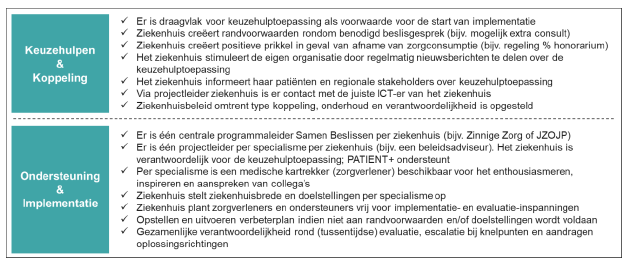 Keuzehulpen
&
Koppeling
✓ Er is draagvlak voor keuzehulptoepassing als voorwaarde voor de start van implementatie
✓ Ziekenhuis creëert randvoorwaarden rondom benodigd beslisgesprek (bijv. mogelijk extra consult)
✓ Ziekenhuis creëert positieve prikkel in geval van afname van zorgconsumptie (bijv. regeling % honorarium)
✓ Het ziekenhuis stimuleert de eigen organisatie door regelmatig nieuwsberichten te delen over de
keuzehulptoepassing
✓ Het ziekenhuis informeert haar patiënten en regionale stakeholders over keuzehulptoepassing
✓ Via projectleider ziekenhuis is er contact met de juiste ICT-er van het ziekenhuis
✓ Ziekenhuisbeleid omtrent type koppeling, onderhoud en verantwoordelijkheid is opgesteld
Ondersteuning
&
Implementatie
✓ Er is één centrale programmaleider Samen Beslissen per ziekenhuis (bijv. Zinnige Zorg of JZOJP)
✓ Er is één projectleider per specialisme per ziekenhuis (bijv. een beleidsadviseur). Het ziekenhuis is
verantwoordelijk voor de keuzehulptoepassing; PATIENT+ ondersteunt
✓ Per specialisme is een medische kartrekker (zorgverlener) beschikbaar voor het enthousiasmeren,
inspireren en aanspreken van collega's
✓ Ziekenhuis stelt ziekenhuisbrede en doelstellingen per specialisme op
✓ Ziekenhuis plant zorgverleners en ondersteuners vrij voor implementatie- en evaluatie-inspanningen
✓ Opstellen en uitvoeren verbeterplan indien niet aan randvoorwaarden en/of doelstellingen wordt voldaan
✓ Gezamenlijke verantwoordelijkheid rond (tussentijdse) evaluatie, escalatie bij knelpunten en aandragen
oplossingsrichtingen